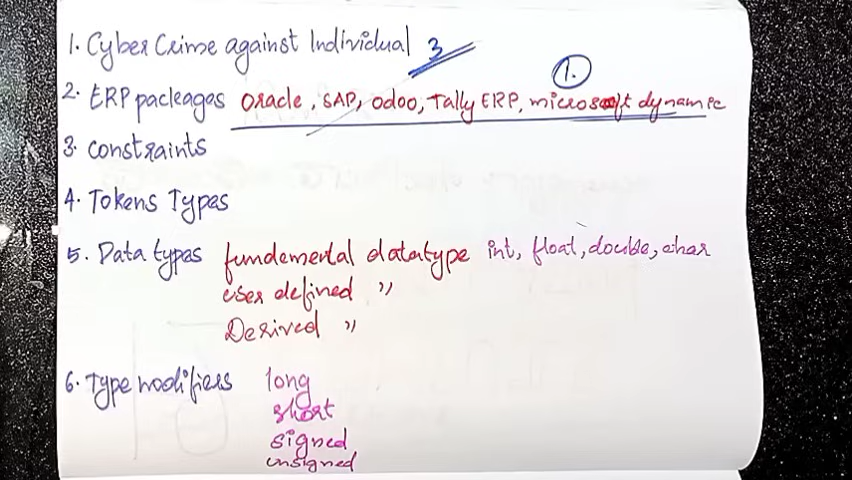 1. Cyber Crime against Individual 3
1.
2. ERP packages Oracle, SAP, Odoo, Tally ERP, microsoft dynamic
3. constraints
4. Tokens Types
5. Data types fundemental datatype int, float, double, char
user defined "
Derived "
6. Type modifiers long
short
signed
unsigned